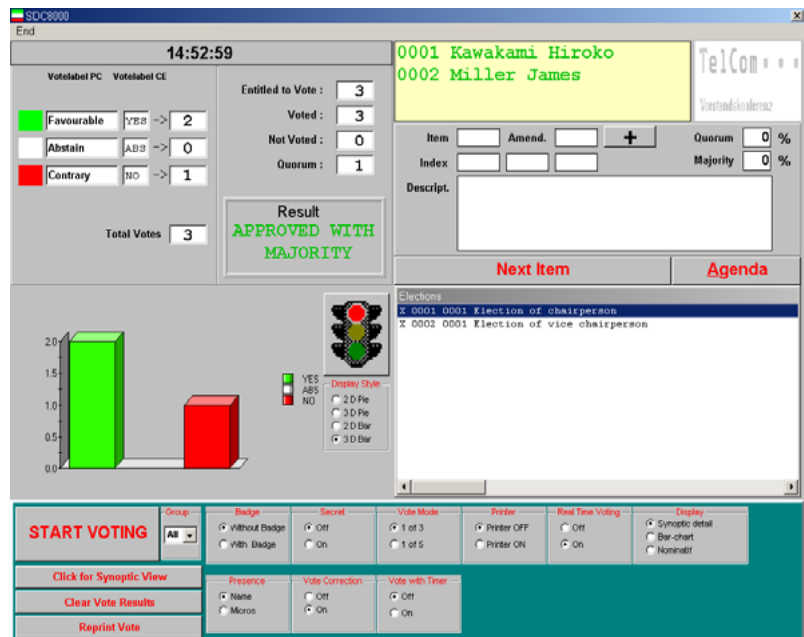 SDC8000
End
14:52:59
Votelabel PC Votelabel CE
Favourable YES -> 2
Abstain ABS -> 0
Contrary NO -> 1
Total Votes 3
Entitled to Vote : 3
Voted : 3
Not Voted : 0
Quorum : 1
Result
APPROVED WITH
MAJORITY
0001 Kawakami Hiroko
0002 Miller James
TelCom
Vorstandskonferenz
Item Amend. + Quorum 0 %
Index Majority 0 %
Descript.
Next Item Agenda
2.0
1.5
1.0
0.5
0.0
YES
ABS
NO
Display Style
2 D Pie
3 D Pie
2 D Bar
3 D Bar
Elections
X 0001 0001 Election of chairperson
X 0002 0001 Election of vice chairperson
START VOTING
Group
All
Click for Synoptic View
Clear Vote Results
Reprint Vote
Badge
Without Badge
With Badge
Secret
Off
On
Vote Mode
1 of 3
1 of 5
Printer
Printer OFF
Printer ON
Real Time Voting
Off
On
Display
Synoptic detail
Bar-chart
Nominatif
Presence
Name
Micros
Vote Correction
Off
On
Vote with Timer
Off
On